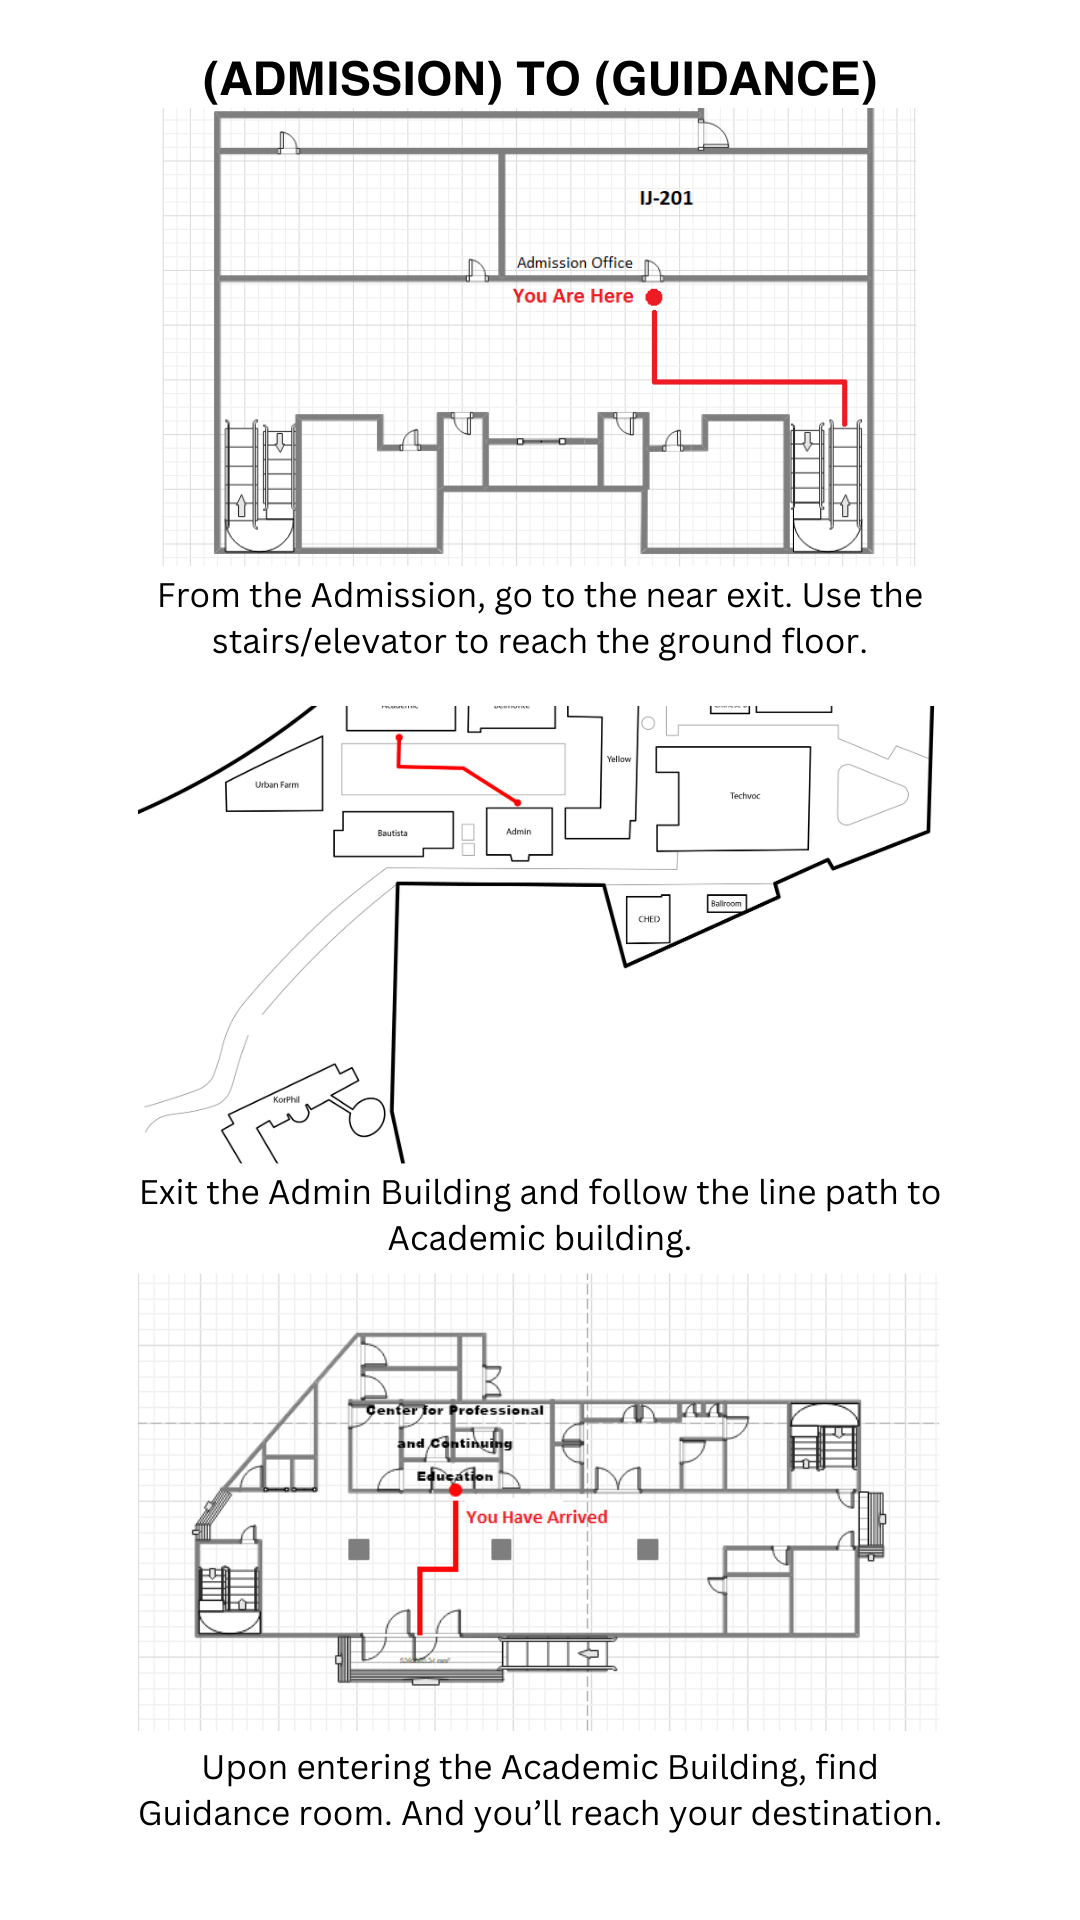 (ADMISSION) TO (GUIDANCE)
IJ-201
Admission Office
You Are Here
From the Admission, go to the near exit. Use the
stairs/elevator to reach the ground floor.
Academic
Belmonte
Yellow
Urban Farm
Techvoc
Bautista
Admin
CHED
Ballroom
KorPhil
Exit the Admin Building and follow the line path to
Academic building.
Center for Professional
and Continuing
Education
You Have Arrived
Upon entering the Academic Building, find
Guidance room. And you’ll reach your destination.